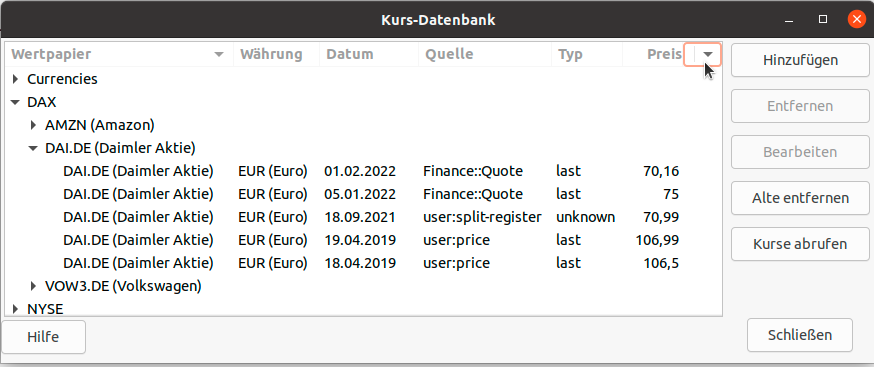 Kurs-Datenbank
Wertpapier Währung Datum Quelle Typ Preis
Currencies
DAX
AMZN (Amazon)
DAI.DE (Daimler Aktie)
DAI.DE (Daimler Aktie) EUR (Euro) 01.02.2022 Finance::Quote last 70,16
DAI.DE (Daimler Aktie) EUR (Euro) 05.01.2022 Finance::Quote last 75
DAI.DE (Daimler Aktie) EUR (Euro) 18.09.2021 user:split-register unknown 70,99
DAI.DE (Daimler Aktie) EUR (Euro) 19.04.2019 user:price last 106,99
DAI.DE (Daimler Aktie) EUR (Euro) 18.04.2019 user:price last 106,5
VOW3.DE (Volkswagen)
NYSE
Hinzufügen
Entfernen
Bearbeiten
Alte entfernen
Kurse abrufen
Hilfe
Schließen